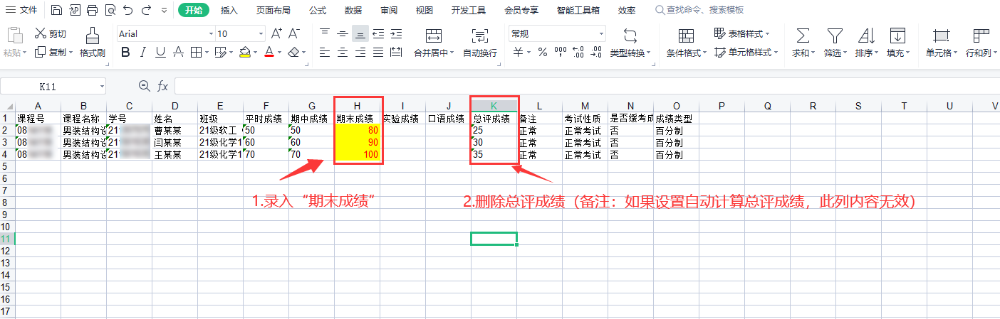 文件 开始 插入 页面布局 公式 数据 审阅 视图 开发工具 会员专享 智能工具箱 效率 查找命令、搜索模板
粘贴 剪切 复制 格式刷 Arial 10 A+ A- 合并居中 自动换行 常规 类型转换 条件格式 表格样式 单元格样式 求和 筛选 排序 填充 单元格 行和列
B I U A A ¥ % 000 ←.0 .00 .00 →.0
K11 fx
A B C D E F G H I J K L M N O P Q R S T U V
1 课程号 课程名称 学号 姓名 班级 平时成绩 期中成绩 期末成绩 实验成绩 口语成绩 总评成绩 备注 考试性质 是否缓考成 成绩类型
2 08 男装结构设 21 曹某某 21级软工 50 50 80 25 正常 正常考试 否 百分制
3 08 男装结构设 21 闫某某 21级化学1 60 60 90 30 正常 正常考试 否 百分制
4 08 男装结构设 21 王某某 21级化学1 70 70 100 35 正常 正常考试 否 百分制
5
6
7
1.录入“期末成绩” 2.删除总评成绩（备注：如果设置自动计算总评成绩，此列内容无效）
8
9
10
11
12
13
14
15
16
17